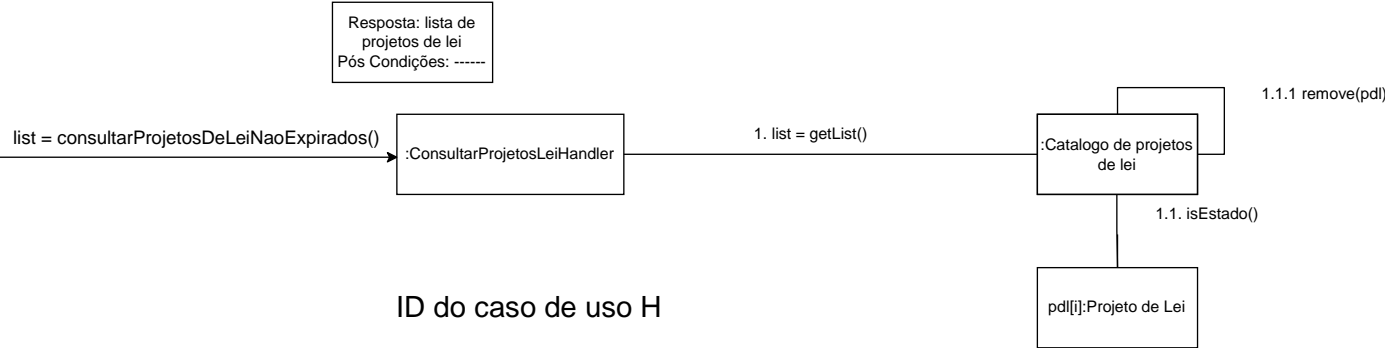 Resposta: lista de
projetos de lei
Pós Condições: ------
1.1.1 remove(pdl)
list = consultarProjetosDeLeiNaoExpirados()
1. list = getList()
:ConsultarProjetosLeiHandler
:Catalogo de projetos
de lei
1.1. isEstado()
ID do caso de uso H
pdl[i]:Projeto de Lei